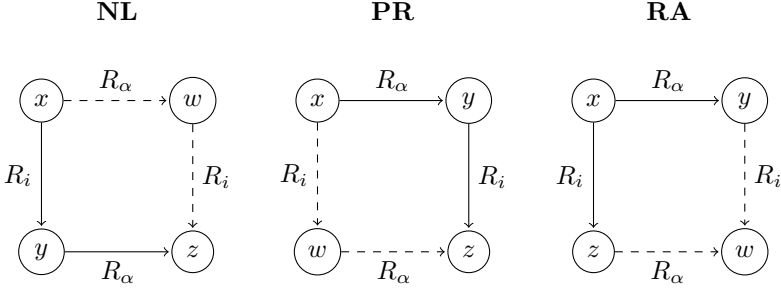 NL PR RA
x R_α w x R_α y x R_α y
R_i R_i R_i R_i R_i R_i
y R_α z w R_α z z R_α w